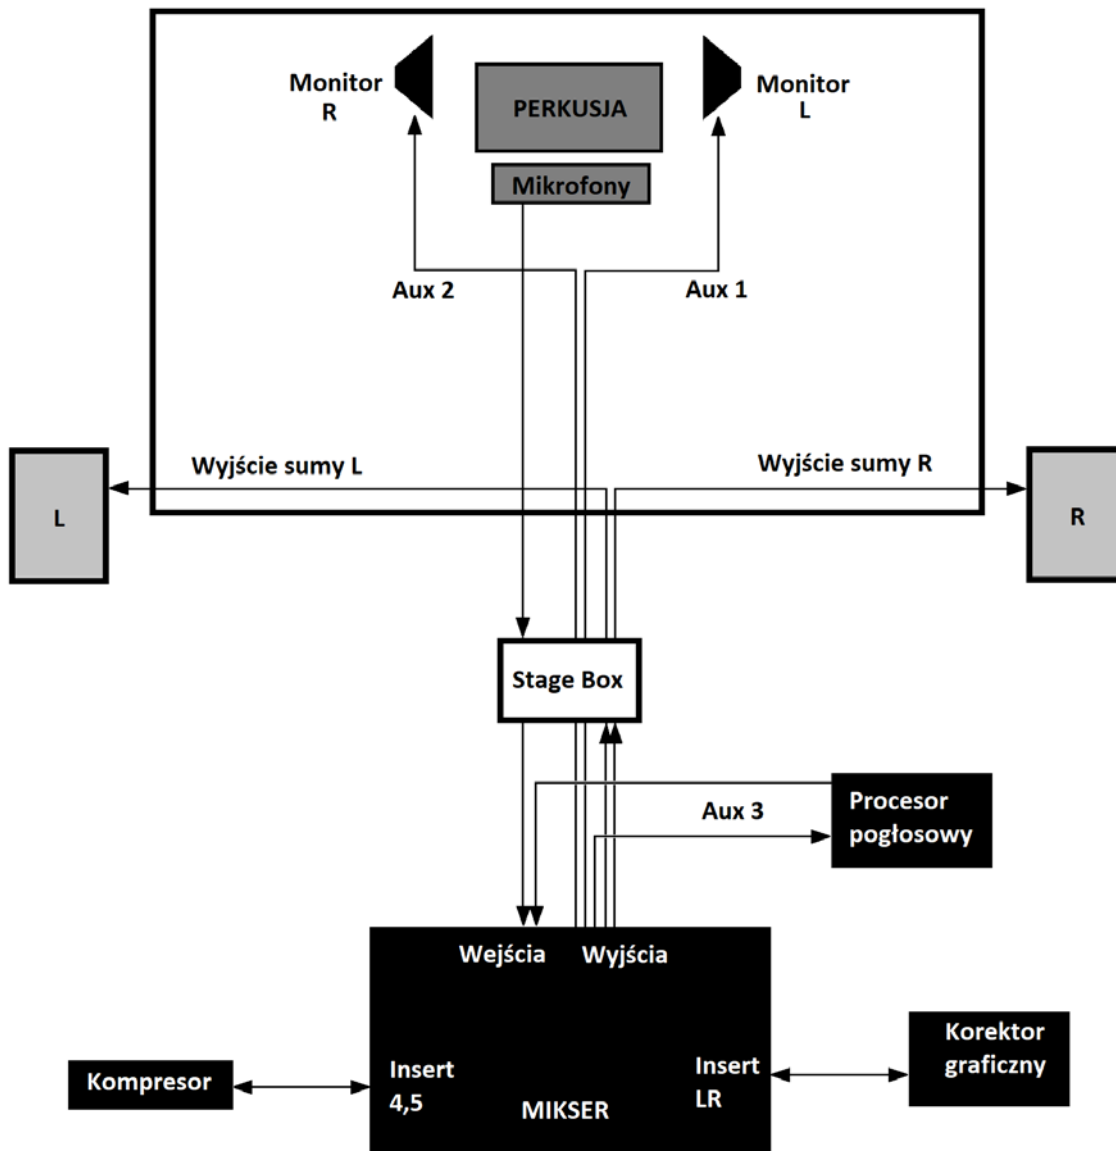 Monitor
R
PERKUSJA
Monitor
L
Mikrofony
Aux 2
Aux 1
Wyjście sumy L
Wyjście sumy R
L
R
Stage Box
Aux 3
Procesor
pogłosowy
Wejścia
Wyjścia
Kompresor
Insert
4,5
MIKSER
Insert
LR
Korektor
graficzny